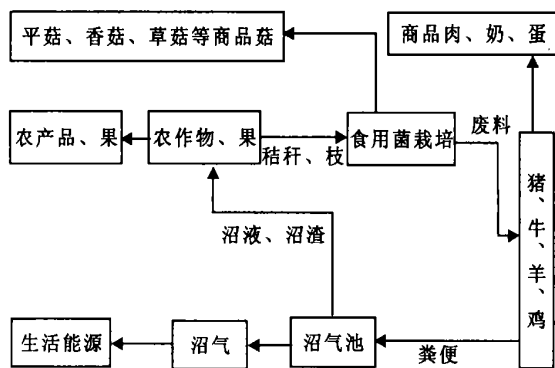 平菇、香菇、草菇等商品菇
商品肉、奶、蛋
农产品、果
农作物、果
秸秆、枝
食用菌栽培
废料
猪、牛、羊、鸡
沼液、沼渣
生活能源
沼气
沼气池
粪便